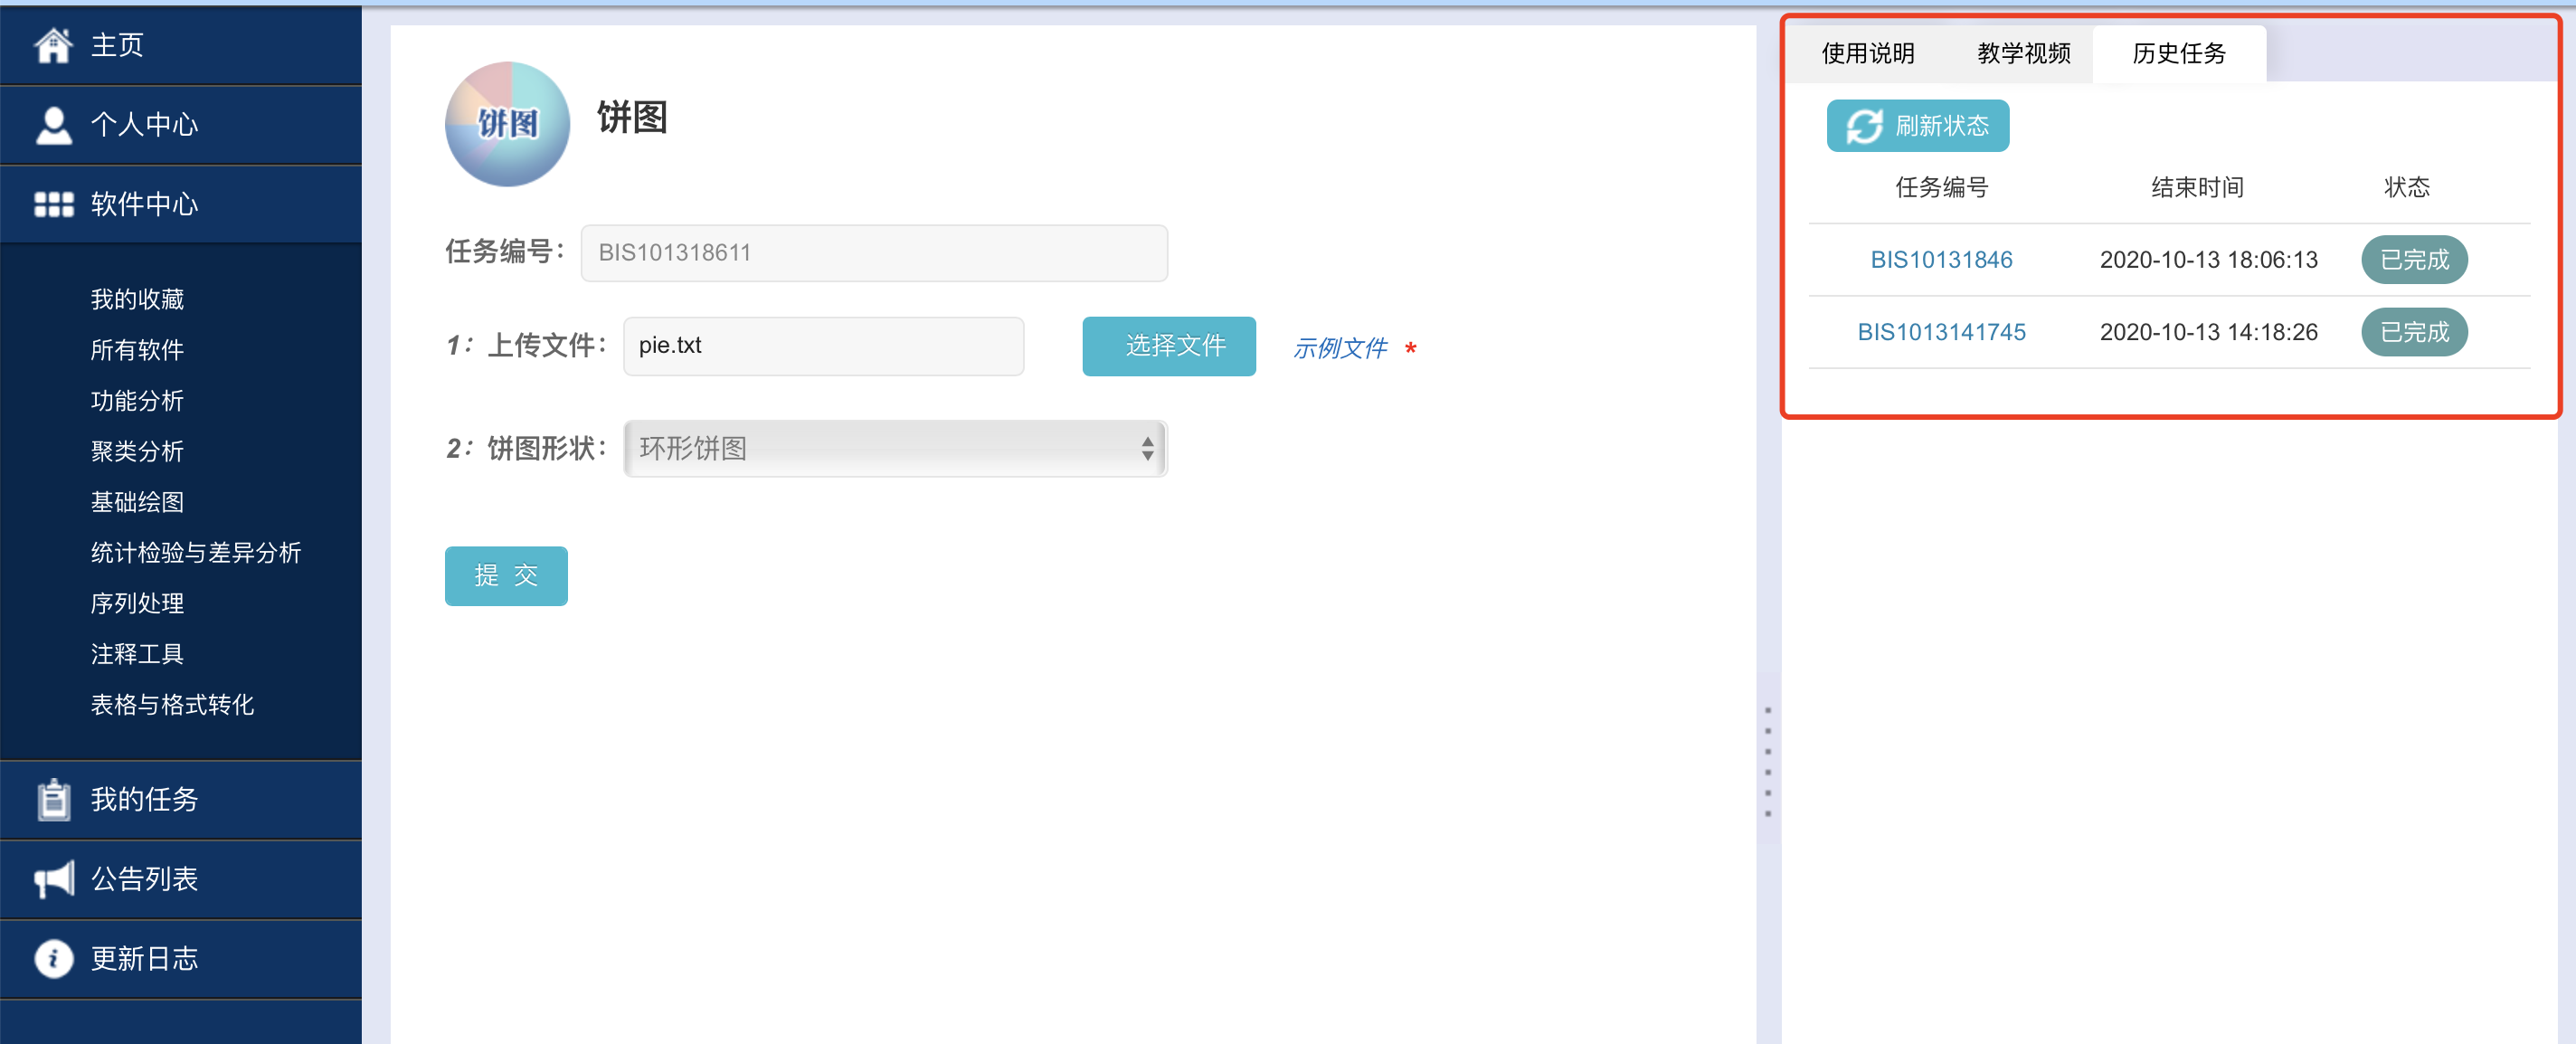 主页
个人中心
软件中心
我的收藏
所有软件
功能分析
聚类分析
基础绘图
统计检验与差异分析
序列处理
注释工具
表格与格式转化
我的任务
公告列表
更新日志
饼图
饼图
任务编号： BIS101318611
1： 上传文件： pie.txt 选择文件 示例文件 *
2： 饼图形状： 环形饼图
提 交
使用说明 教学视频 历史任务
刷新状态
任务编号 结束时间 状态
BIS10131846 2020-10-13 18:06:13 已完成
BIS1013141745 2020-10-13 14:18:26 已完成